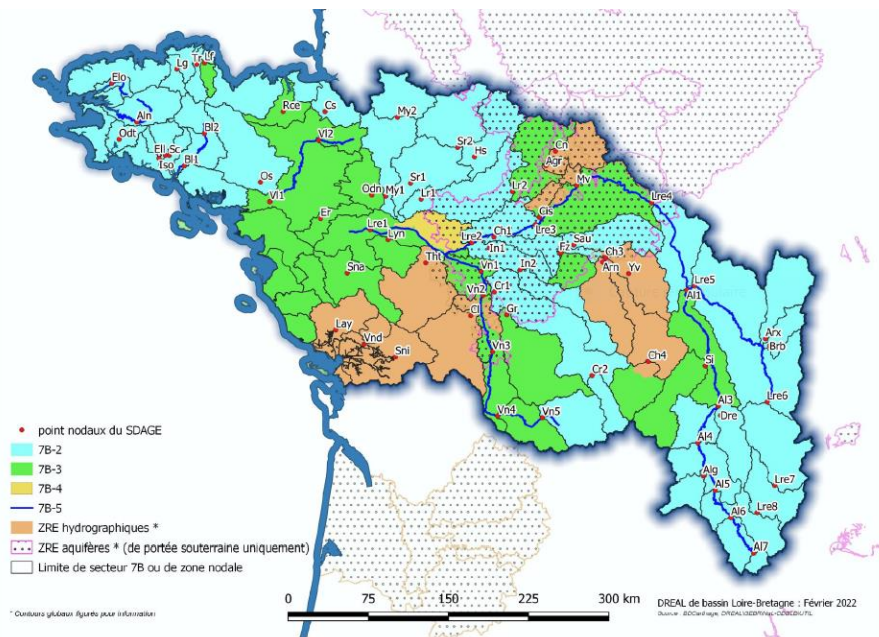 Elo
Lg
Tr
Lf
Aln
Odt
Ell
Sc
Iso
Bl1
Bl2
Rce
Cs
My2
Vl2
Sr2
Hs
Cn
Agr
Os
Vl1
Odn
My1
Sr1
Lr1
Lr2
Mv
Er
Lre1
Lyn
Lre2
Ch1
Cis
Lre3
Lre4
In1
Fz
Sau
Sna
Tht
Vn1
In2
Ch3
Arn
Yv
Lre5
Al1
Vn2
Cr1
Cl
Gr
Lay
Vnd
Sni
Vn3
Ch4
Cr2
Si
Arx
Brb
Vn4
Vn5
Al3
Dre
Lre6
Al4
Alg
Al5
Lre7
Al6
Lre8
Al7
point nodaux du SDAGE
7B-2
7B-3
7B-4
7B-5
ZRE hydrographiques *
ZRE aquifères * (de portée souterraine uniquement)
Limite de secteur 7B ou de zone nodale
* Contours globaux figurés pour information
0 75 150 225 300 km
DREAL de bassin Loire-Bretagne : Février 2022